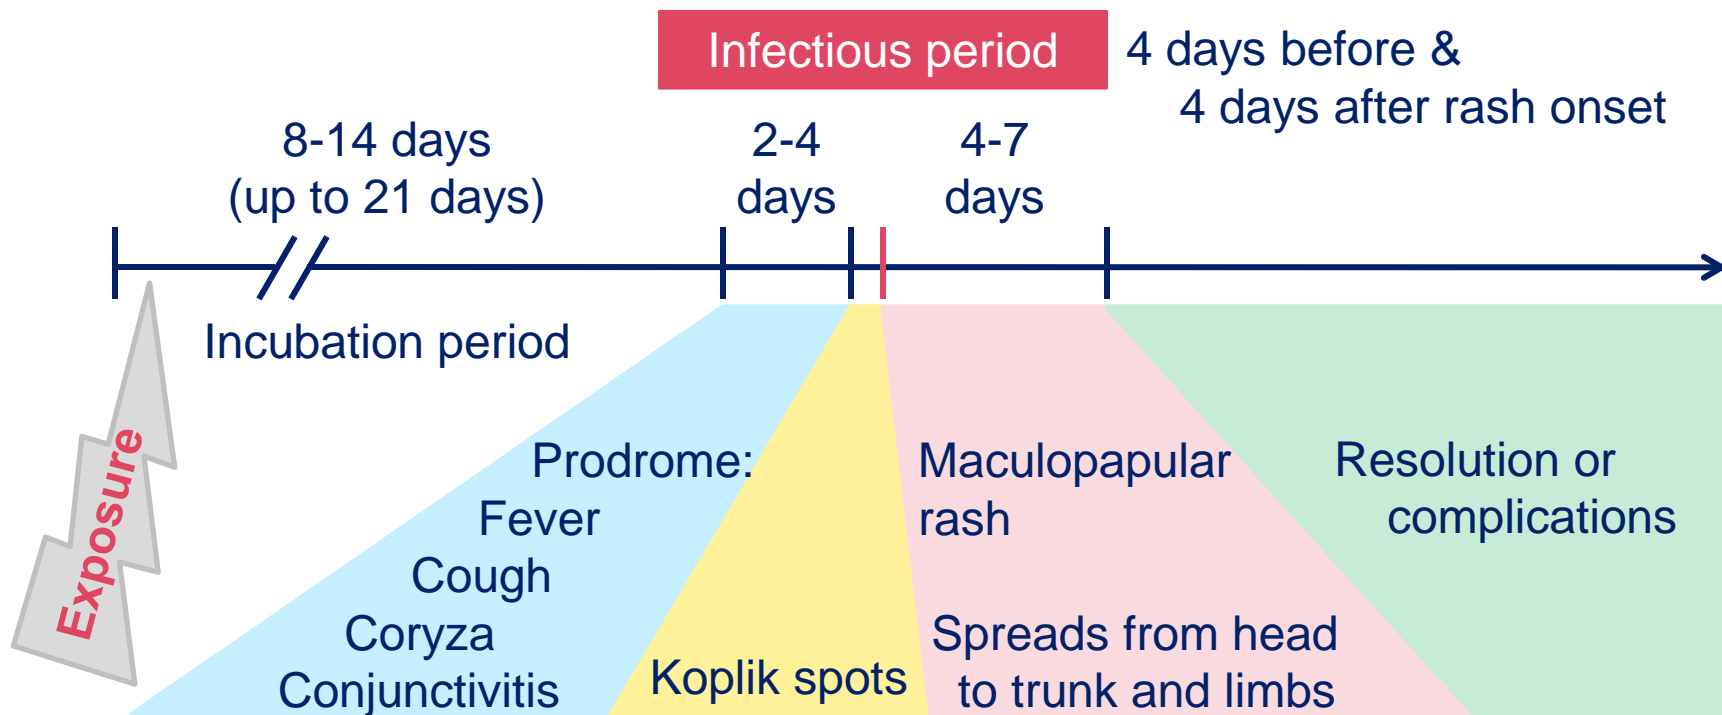 Infectious period
4 days before &
4 days after rash onset
8-14 days
(up to 21 days)
2-4
days
4-7
days
Incubation period
Exposure
Prodrome:
Fever
Cough
Coryza
Conjunctivitis
Koplik spots
Maculopapular
rash
Spreads from head
to trunk and limbs
Resolution or
complications